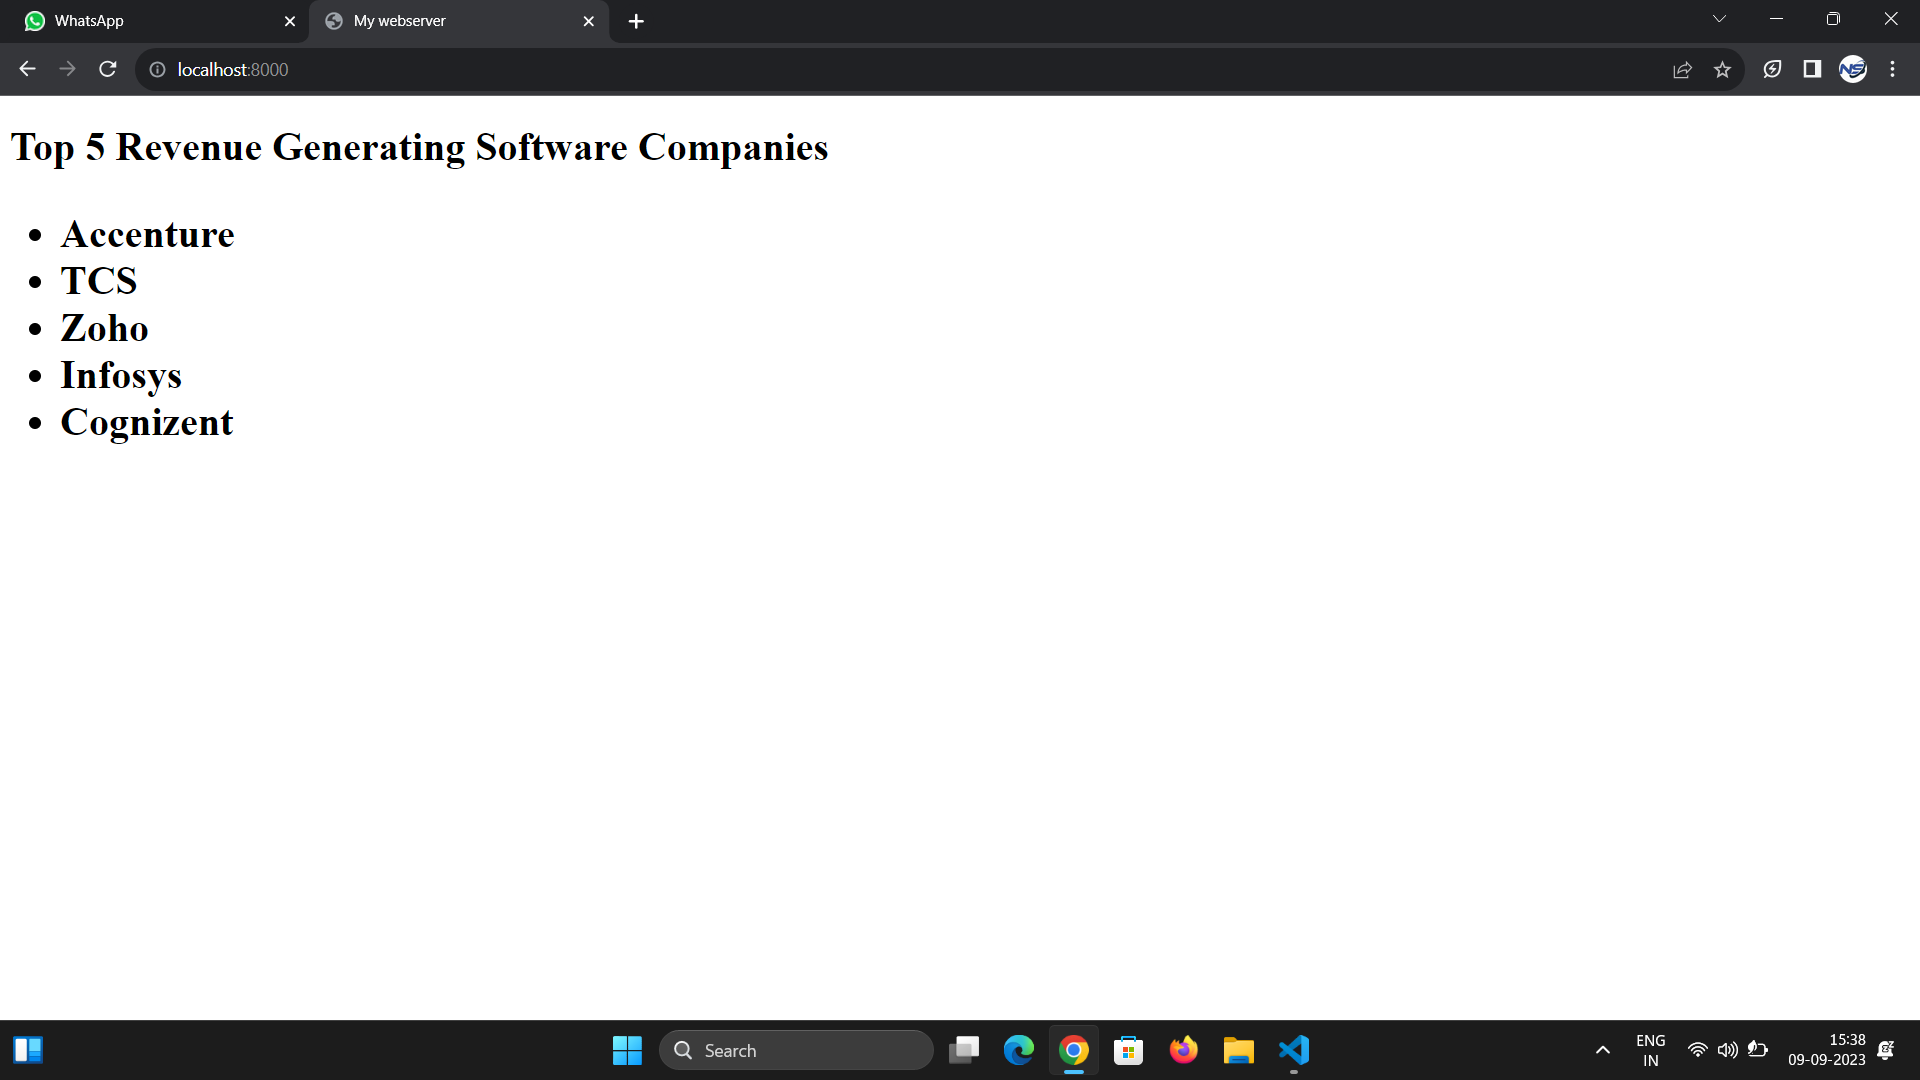 WhatsApp
My webserver
localhost:8000
NS
Top 5 Revenue Generating Software Companies
• Accenture
• TCS
• Zoho
• Infosys
• Cognizent
Search
ENG
IN
15:38
09-09-2023